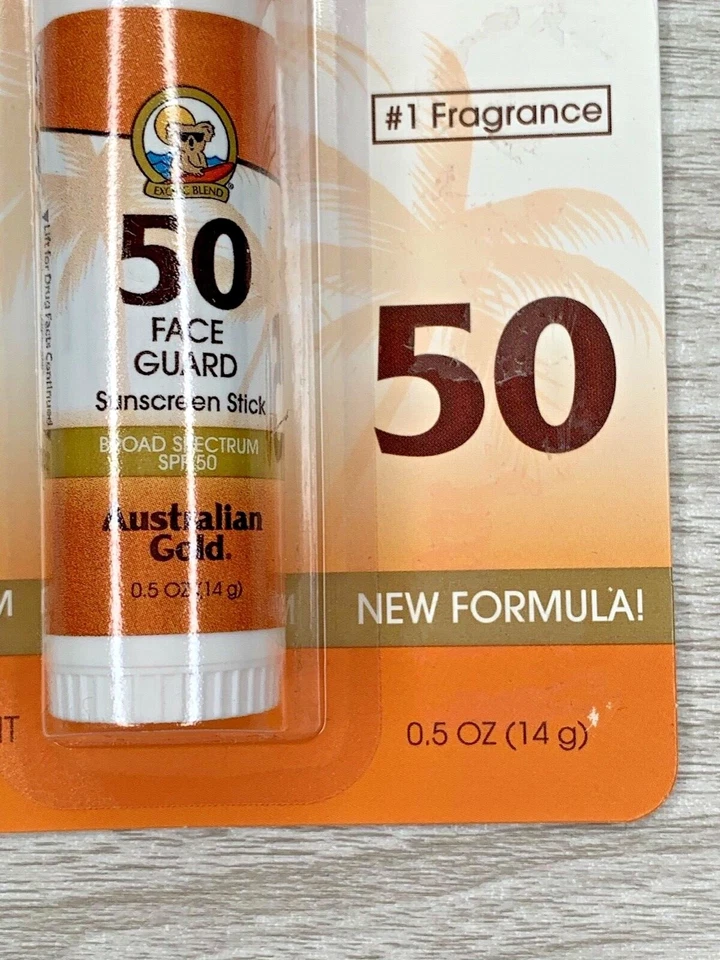 EXOTIC BLEND
50
FACE
GUARD
Sunscreen Stick
BROAD SPECTRUM
SPF 50
Australian
Gold.
0.5 OZ (14 g)
▼Lift for Drug Facts Continued
#1 Fragrance
50
M
NEW FORMULA!
0.5 OZ (14 g)